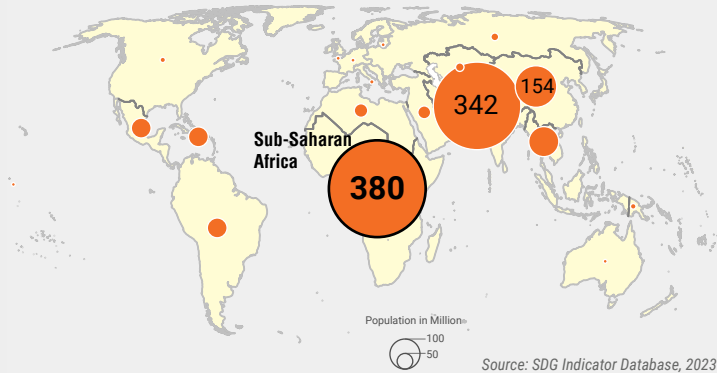 342
154
Sub-Saharan
Africa
380
Population in Million
100
50
Source: SDG Indicator Database, 2023